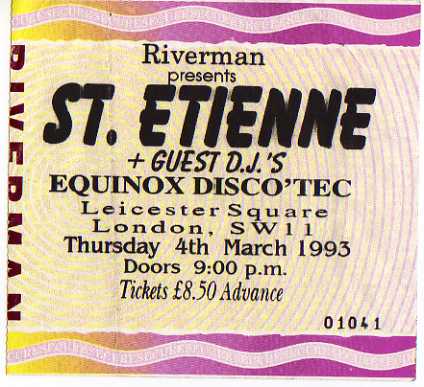 RIVERMAN
Riverman
presents
ST. ETIENNE
+ GUEST D.J.'S
EQUINOX DISCO'TEC
Leicester Square
London, SW11
Thursday 4th March 1993
Doors 9:00 p.m.
Tickets £8.50 Advance
01041